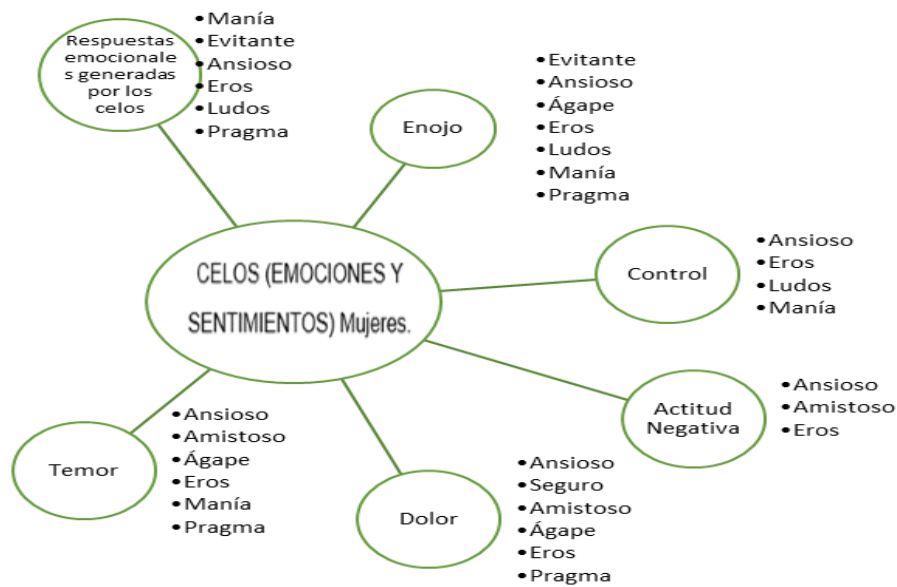 Respuestas
emocionale
s generadas
por los
celos
•Manía
•Evitante
•Ansioso
•Eros
•Ludos
•Pragma
Enojo
•Evitante
•Ansioso
•Ágape
•Eros
•Ludos
•Manía
•Pragma
CELOS (EMOCIONES Y
SENTIMIENTOS) Mujeres.
Control
•Ansioso
•Eros
•Ludos
•Manía
Actitud
Negativa
•Ansioso
•Amistoso
•Eros
Temor
•Ansioso
•Amistoso
•Ágape
•Eros
•Manía
•Pragma
Dolor
•Ansioso
•Seguro
•Amistoso
•Ágape
•Eros
•Pragma